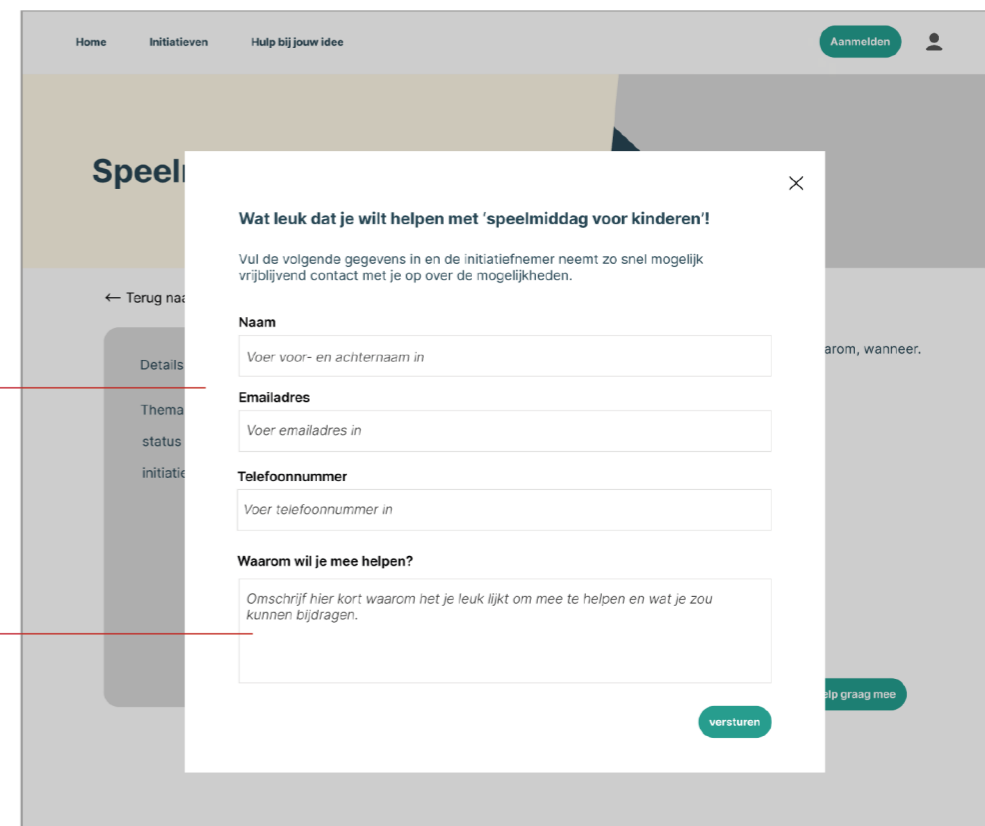 Home Initiatieven Hulp bij jouw idee Aanmelden
Speel
Wat leuk dat je wilt helpen met ‘speelmiddag voor kinderen’!
Vul de volgende gegevens in en de initiatiefnemer neemt zo snel mogelijk
vrijblijvend contact met je op over de mogelijkheden.
← Terug naa
Naam
Voer voor- en achternaam in
arom, wanneer.
Details
Emailadres
Thema
Voer emailadres in
status
initiatie
Telefoonnummer
Voer telefoonnummer in
Waarom wil je mee helpen?
Omschrijf hier kort waarom het je leuk lijkt om mee te helpen en wat je zou
kunnen bijdragen.
elp graag mee
versturen